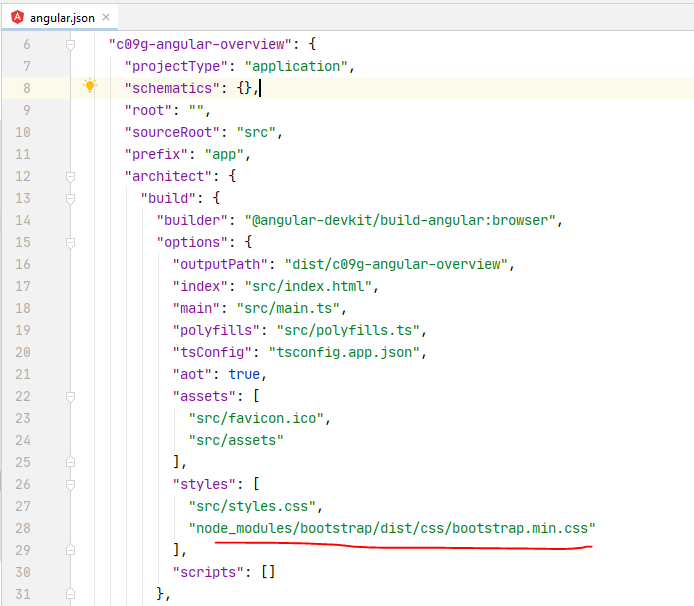 angular.json
6 "c09g-angular-overview": {
7 "projectType": "application",
8 "schematics": {},
9 "root": "",
10 "sourceRoot": "src",
11 "prefix": "app",
12 "architect": {
13 "build": {
14 "builder": "@angular-devkit/build-angular:browser",
15 "options": {
16 "outputPath": "dist/c09g-angular-overview",
17 "index": "src/index.html",
18 "main": "src/main.ts",
19 "polyfills": "src/polyfills.ts",
20 "tsConfig": "tsconfig.app.json",
21 "aot": true,
22 "assets": [
23 "src/favicon.ico",
24 "src/assets"
25 ],
26 "styles": [
27 "src/styles.css",
28 "node_modules/bootstrap/dist/css/bootstrap.min.css"
29 ],
30 "scripts": []
31 },